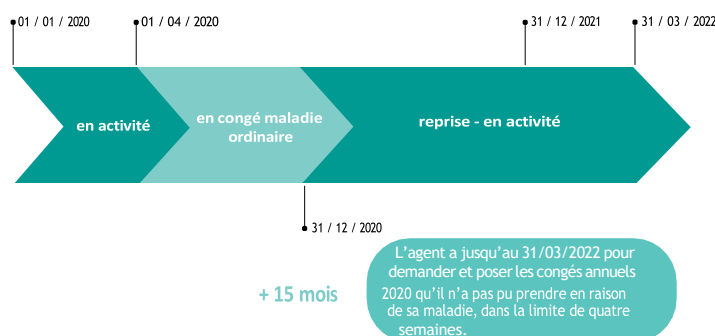 01 / 01 / 2020
01 / 04 / 2020
31 / 12 / 2021
31 / 03 / 2022
en activité
en congé maladie
ordinaire
reprise - en activité
31 / 12 / 2020
+ 15 mois
L’agent a jusqu’au 31/03/2022 pour
demander et poser les congés annuels
2020 qu’il n’a pas pu prendre en raison
de sa maladie, dans la limite de quatre
semaines.